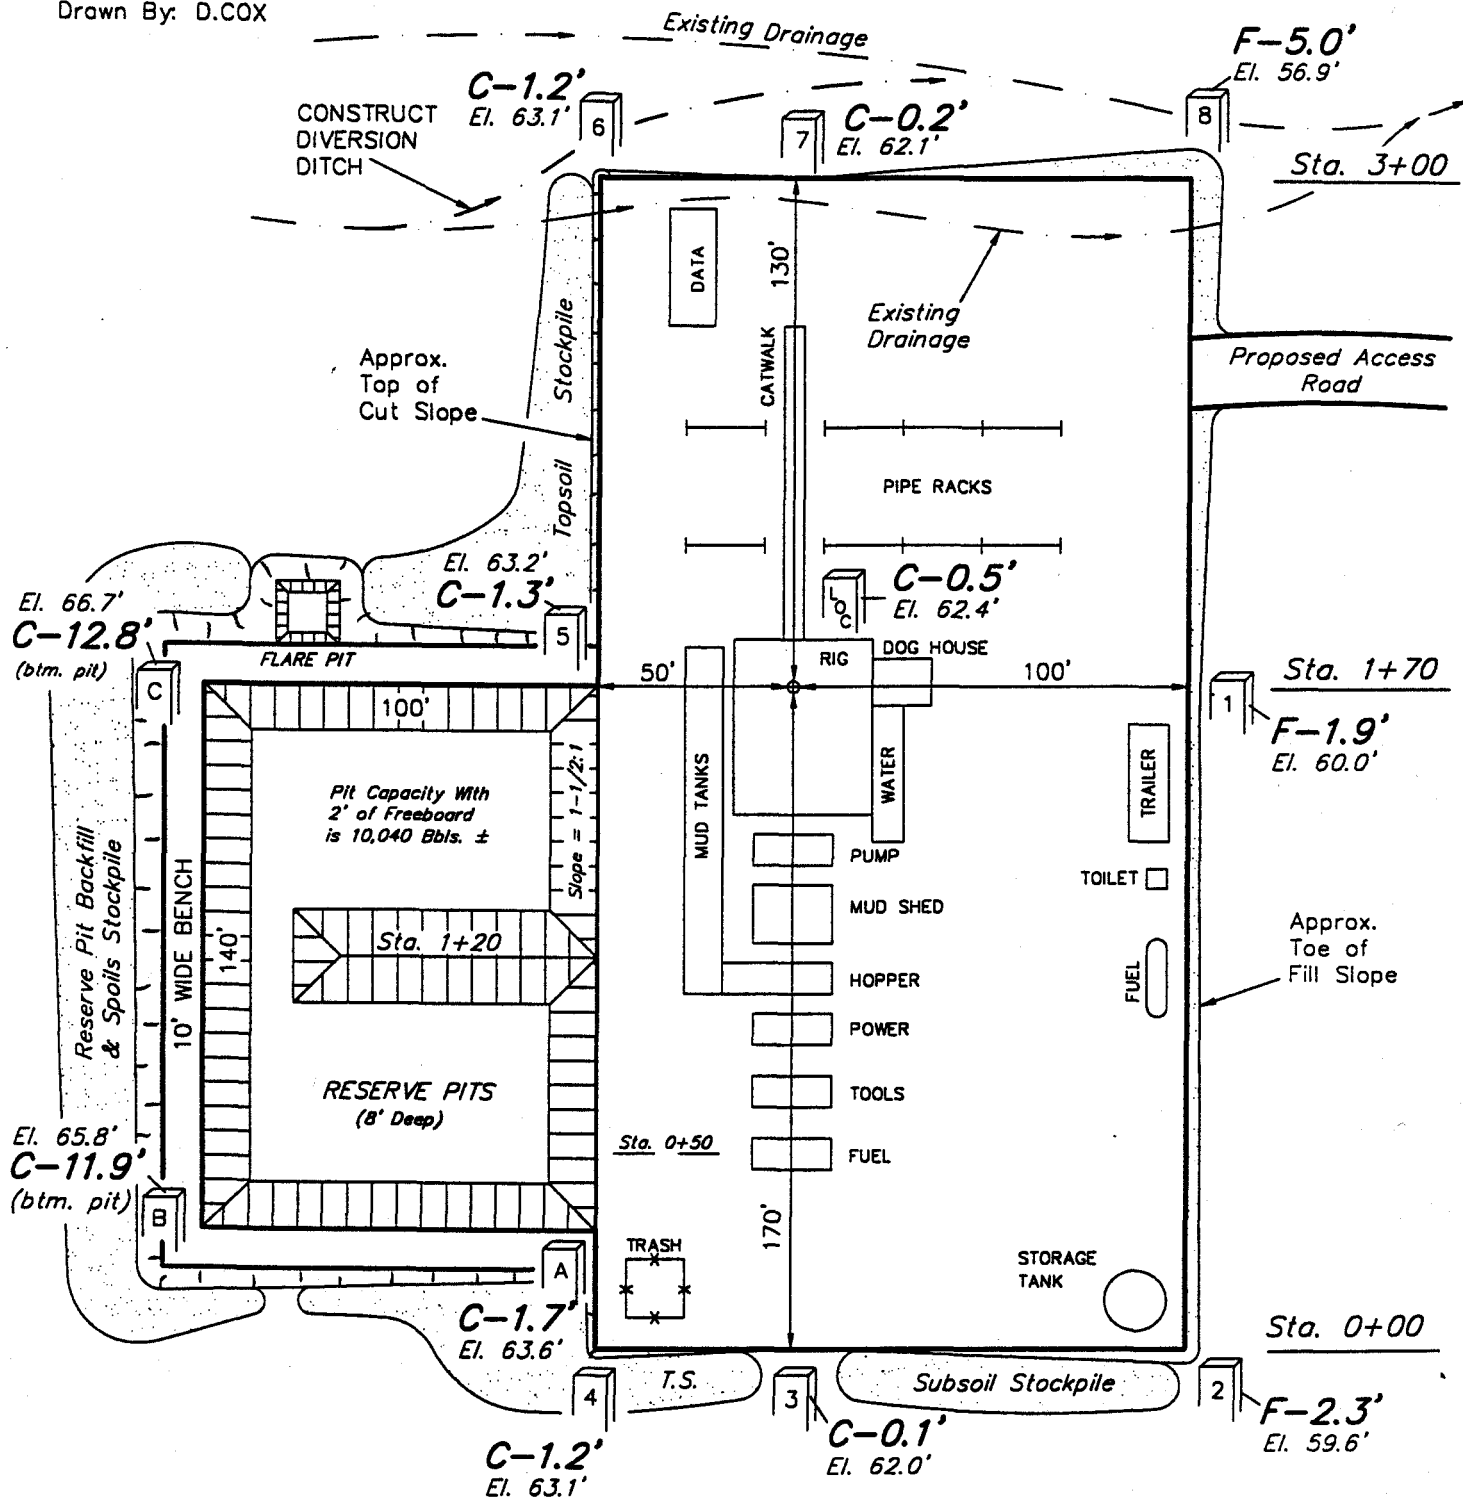 Drawn By: D.COX
Existing Drainage
F-5.0'
El. 56.9'
8
C-1.2'
El. 63.1'
6
CONSTRUCT
DIVERSION
DITCH
C-0.2'
El. 62.1'
7
Sta. 3+00
DATA
130'
Existing
Drainage
CATWALK
Topsoil Stockpile
Approx.
Top of
Cut Slope
Proposed Access
Road
PIPE RACKS
El. 63.2'
C-1.3'
5
C-0.5'
El. 62.4'
LOC
El. 66.7'
C-12.8'
(btm. pit)
C
FLARE PIT
RIG
DOG HOUSE
50'
100'
Sta. 1+70
1
F-1.9'
El. 60.0'
100'
Pit Capacity With
2' of Freeboard
is 10,040 Bbls. ±
Slope = 1-1/2:1
MUD TANKS
WATER
TRAILER
PUMP
TOILET
MUD SHED
Reserve Pit Backfill
& Spoils Stockpile
10' WIDE BENCH
140'
Sta. 1+20
HOPPER
FUEL
Approx.
Toe of
Fill Slope
POWER
RESERVE PITS
(8' Deep)
TOOLS
El. 65.8'
C-11.9'
(btm. pit)
B
Sta. 0+50
FUEL
170'
TRASH
STORAGE
TANK
A
C-1.7'
El. 63.6'
Sta. 0+00
T.S.
Subsoil Stockpile
4
C-1.2'
El. 63.1'
3
C-0.1'
El. 62.0'
2
F-2.3'
El. 59.6'